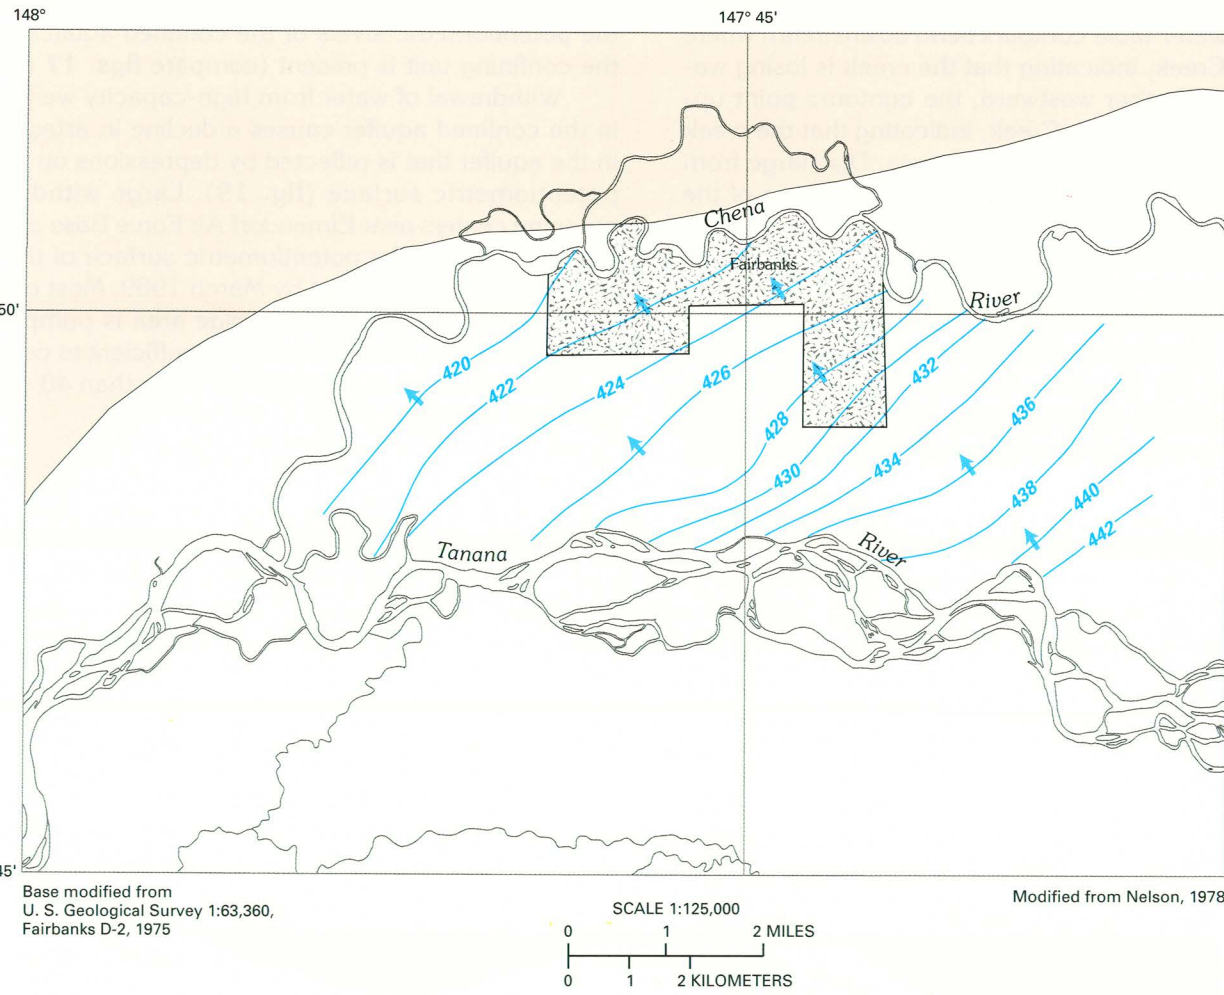 148°
147° 45'
Chena
Fairbanks
River
50'
420
422
424
426
428
430
432
434
436
438
440
442
Tanana
River
45'
Base modified from
U. S. Geological Survey 1:63,360,
Fairbanks D-2, 1975
SCALE 1:125,000
Modified from Nelson, 1978
0 1 2 MILES
0 1 2 KILOMETERS